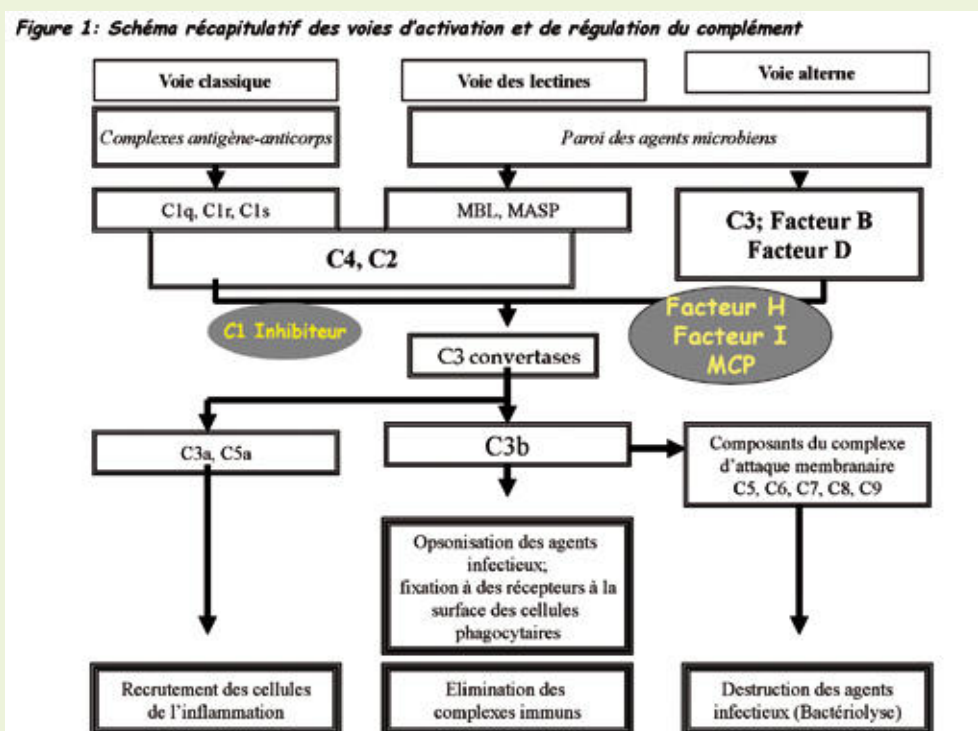 Figure 1: Schéma récapitulatif des voies d'activation et de régulation du complément
Voie classique
Voie des lectines
Voie alterne
Complexes antigène-anticorps
Paroi des agents microbiens
C1q, C1r, C1s
MBL, MASP
C3; Facteur B
Facteur D
C4, C2
C1 Inhibiteur
Facteur H
Facteur I
MCP
C3 convertases
C3a, C5a
C3b
Composants du complexe
d'attaque membranaire
C5, C6, C7, C8, C9
Opsonisation des agents
infectieux;
fixation à des récepteurs à la
surface des cellules
phagocytaires
Recrutement des cellules
de l'inflammation
Elimination des
complexes immuns
Destruction des agents
infectieux (Bactériolyse)